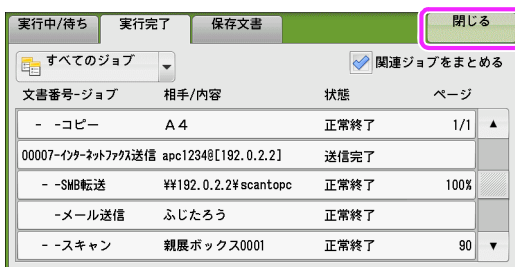 実行中/待ち 実行完了 保存文書 閉じる
すべてのジョブ 関連ジョブをまとめる
文書番号-ジョブ 相手/内容 状態 ページ
- -コピー A4 正常終了 1/1
00007-インターネットファクス送信 apc1234@[192.0.2.2] 送信完了
- -SMB転送 ¥¥192.0.2.2¥scantopc 正常終了 100%
-メール送信 ふじたろう 正常終了
- -スキャン 親展ボックス0001 正常終了 90